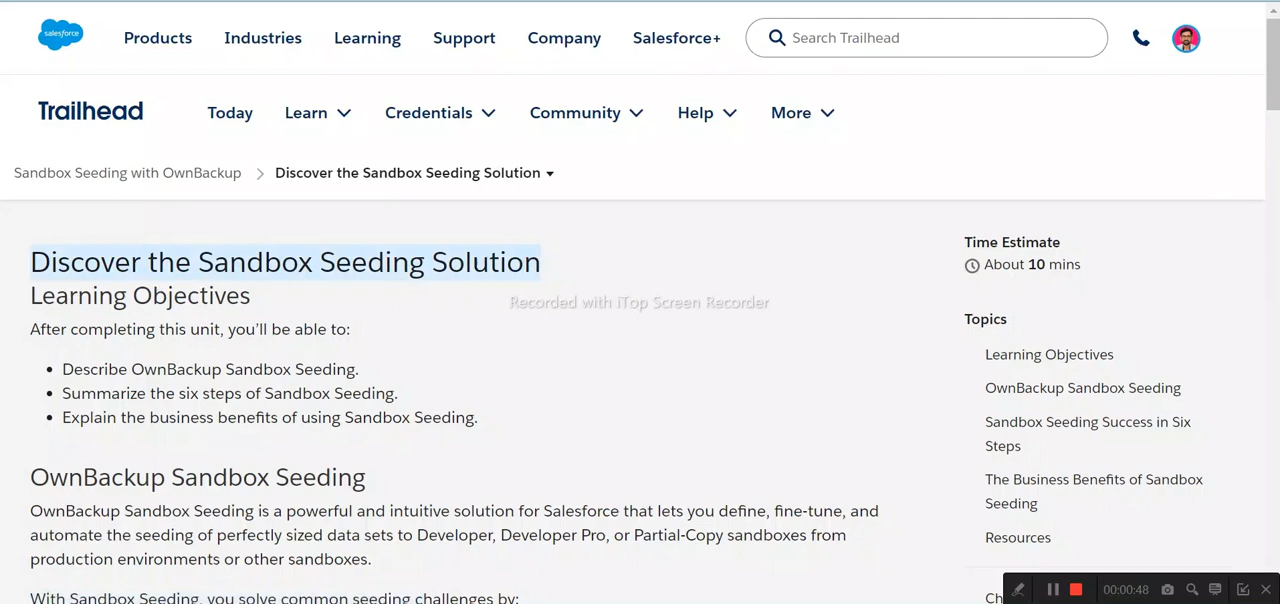 salesforce
Products Industries Learning Support Company Salesforce+ Search Trailhead
Trailhead Today Learn Credentials Community Help More
Sandbox Seeding with OwnBackup Discover the Sandbox Seeding Solution
Discover the Sandbox Seeding Solution
Learning Objectives
After completing this unit, you’ll be able to:
Describe OwnBackup Sandbox Seeding.
Summarize the six steps of Sandbox Seeding.
Explain the business benefits of using Sandbox Seeding.
OwnBackup Sandbox Seeding
OwnBackup Sandbox Seeding is a powerful and intuitive solution for Salesforce that lets you define, fine-tune, and
automate the seeding of perfectly sized data sets to Developer, Developer Pro, or Partial-Copy sandboxes from
production environments or other sandboxes.
With Sandbox Seeding, you solve common seeding challenges by:
Time Estimate
About 10 mins
Topics
Learning Objectives
OwnBackup Sandbox Seeding
Sandbox Seeding Success in Six
Steps
The Business Benefits of Sandbox
Seeding
Resources
Recorded with iTop Screen Recorder
00:00:48